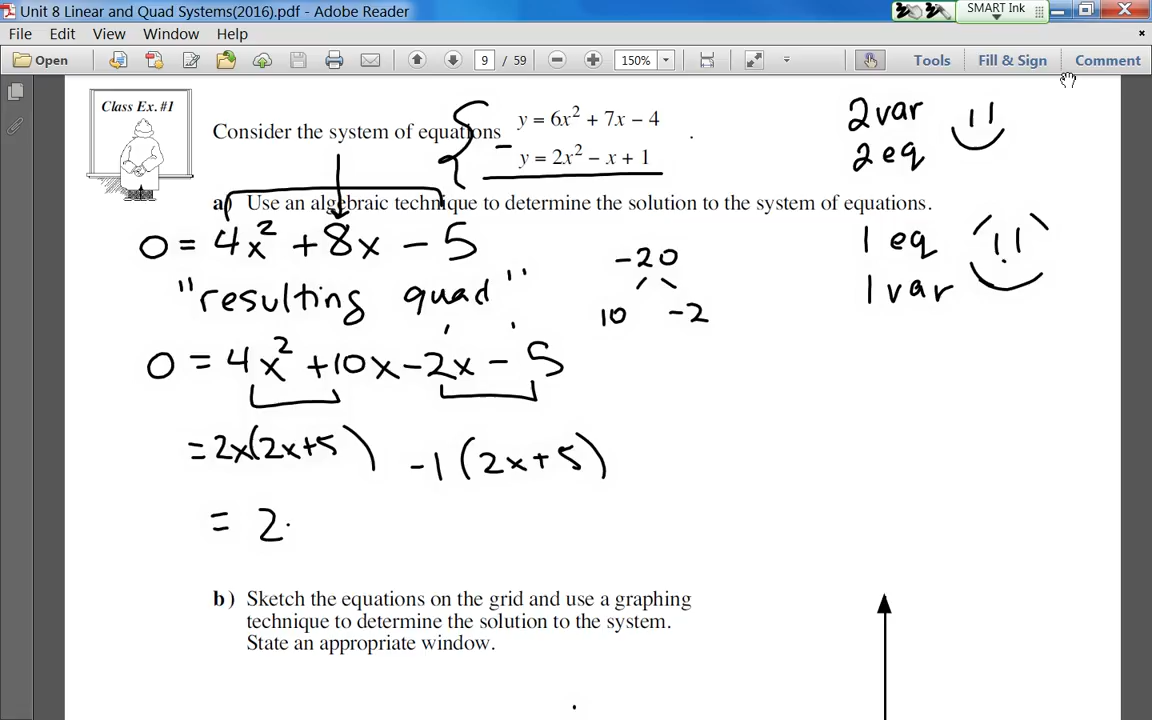 Unit 8 Linear and Quad Systems(2016).pdf - Adobe Reader
SMART Ink
File Edit View Window Help
Open 9 / 59 150% Tools Fill & Sign Comment
Class Ex. #1
Consider the system of equations
y = 6x² + 7x − 4 .
− y = 2x² − x + 1
2 var
2 eq
a) Use an algebraic technique to determine the solution to the system of equations.
0 = 4x² + 8x − 5
1 eq
1 var
"resulting quad"
-20
10 -2
0 = 4x² + 10x − 2x − 5
= 2x(2x+5) -1(2x+5)
= 2
b) Sketch the equations on the grid and use a graphing
technique to determine the solution to the system.
State an appropriate window.